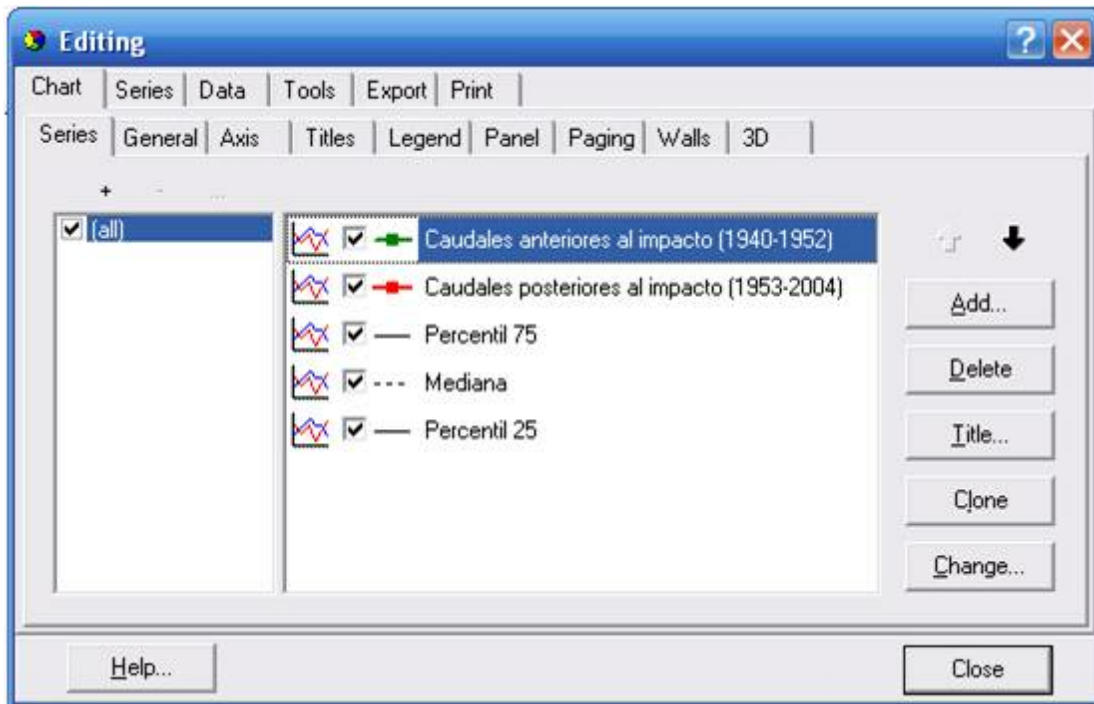 Editing
Chart Series Data Tools Export Print
Series General Axis Titles Legend Panel Paging Walls 3D
+ - ...
(all)
Caudales anteriores al impacto (1940-1952)
Caudales posteriores al impacto (1953-2004)
Percentil 75
Mediana
Percentil 25
Add...
Delete
Title...
Clone
Change...
Help...
Close